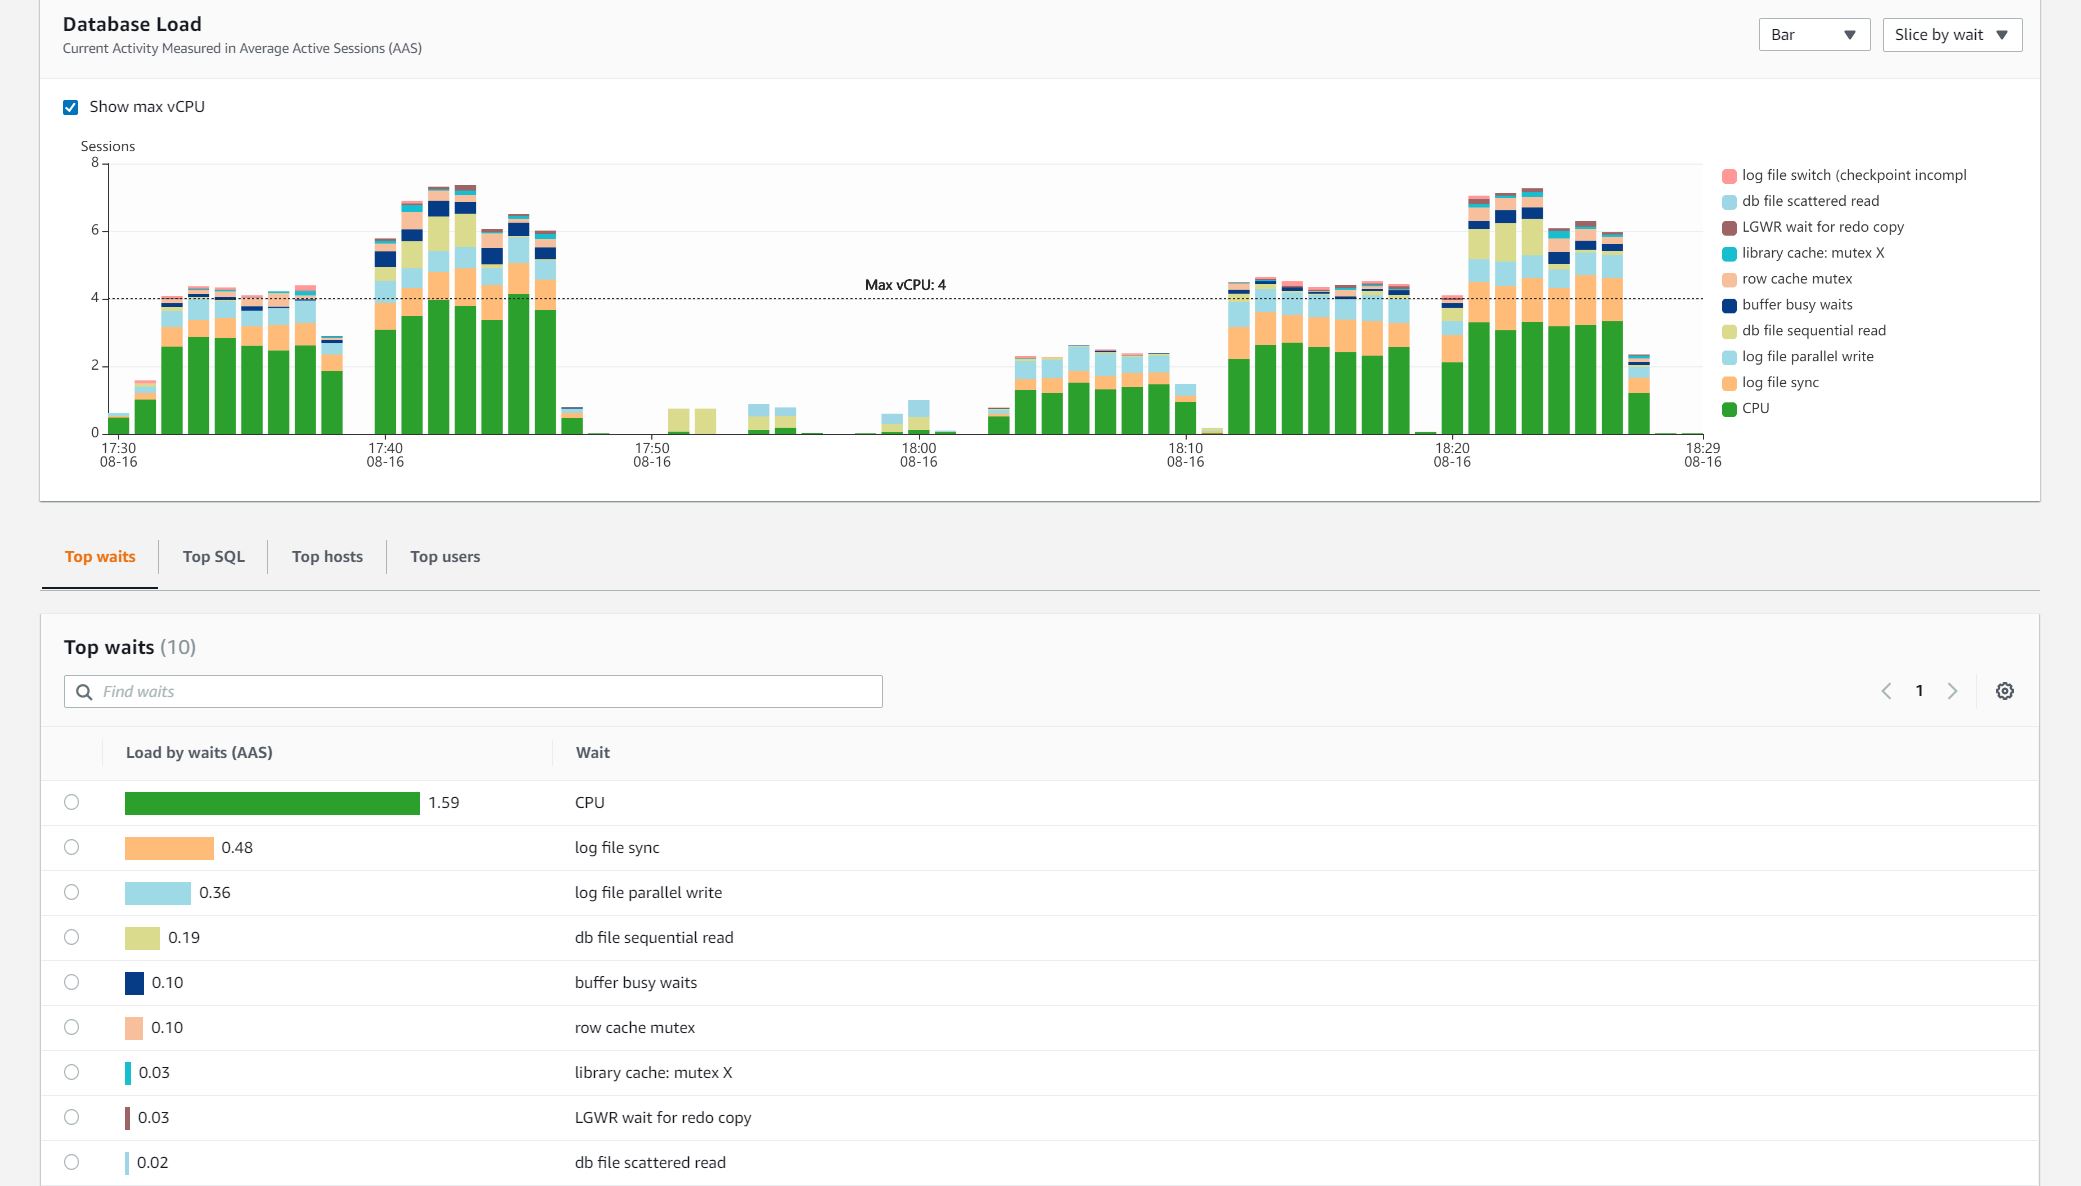 Database Load
Current Activity Measured in Average Active Sessions (AAS)
Bar
Slice by wait
Show max vCPU
Sessions
8
6
4
2
0
Max vCPU: 4
17:30
08-16
17:40
08-16
17:50
08-16
18:00
08-16
18:10
08-16
18:20
08-16
18:29
08-16
log file switch (checkpoint incompl
db file scattered read
LGWR wait for redo copy
library cache: mutex X
row cache mutex
buffer busy waits
db file sequential read
log file parallel write
log file sync
CPU
Top waits
Top SQL
Top hosts
Top users
Top waits (10)
Find waits
1
Load by waits (AAS) Wait
1.59 CPU
0.48 log file sync
0.36 log file parallel write
0.19 db file sequential read
0.10 buffer busy waits
0.10 row cache mutex
0.03 library cache: mutex X
0.03 LGWR wait for redo copy
0.02 db file scattered read